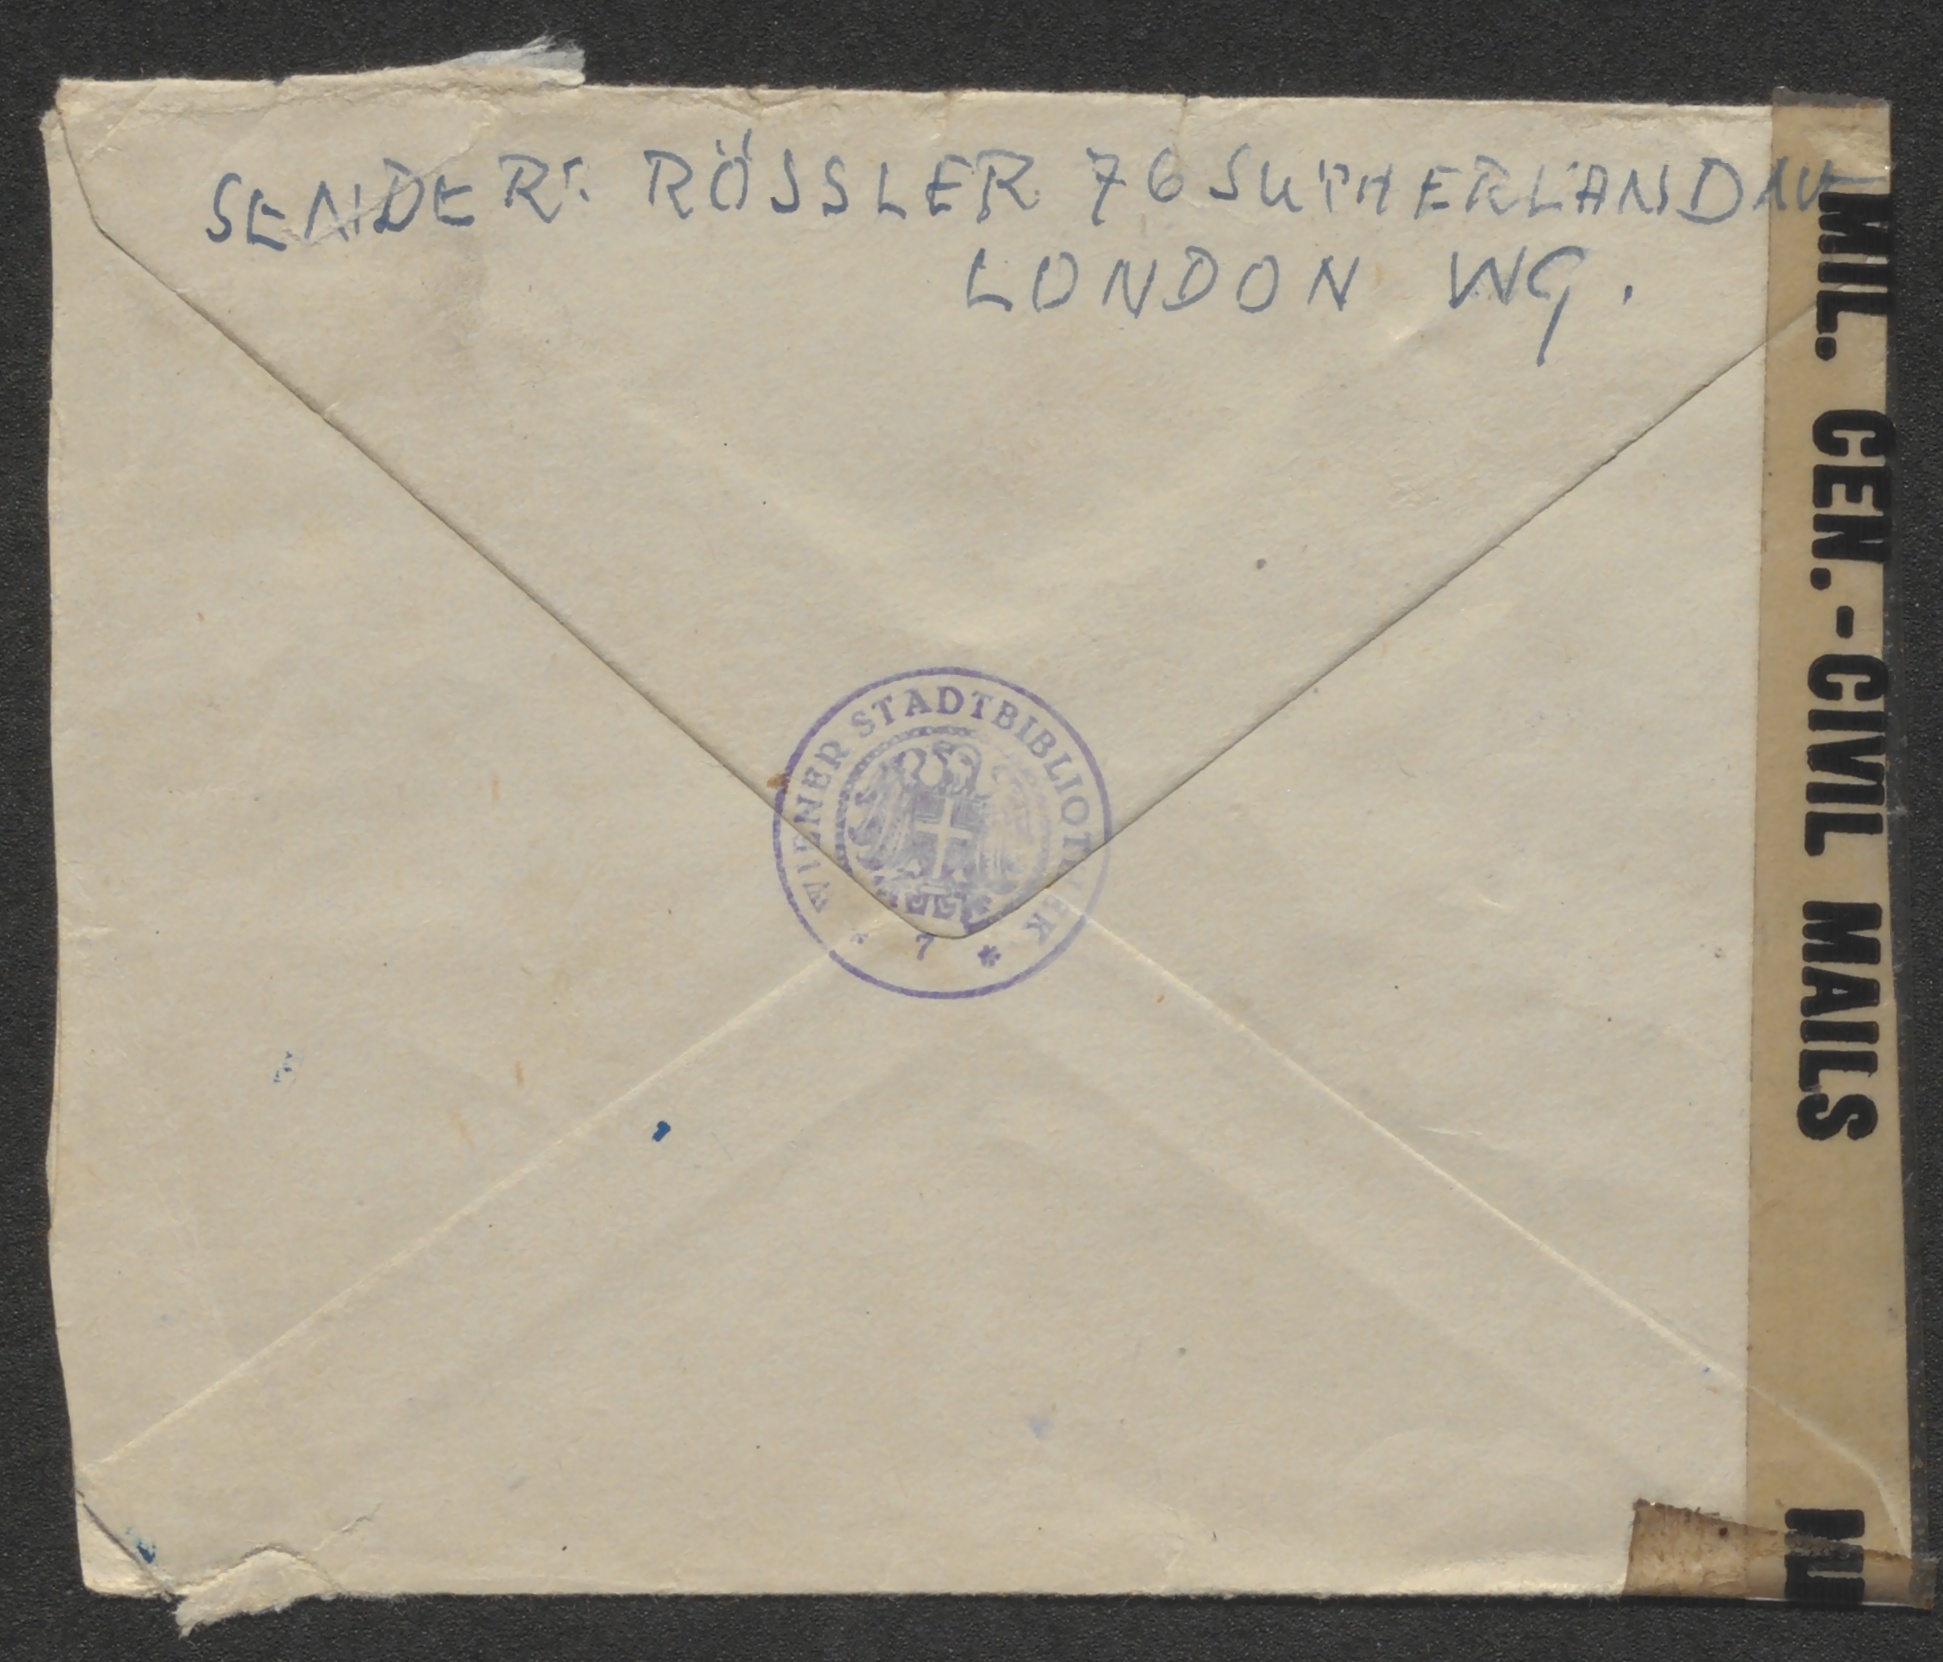 SENDER: RÖSSLER 76 SUTHERLAND AV
LONDON W9.
WIENER STADTBIBLIOTHEK
* 7 *
MIL. CEN.-CIVIL MAILS